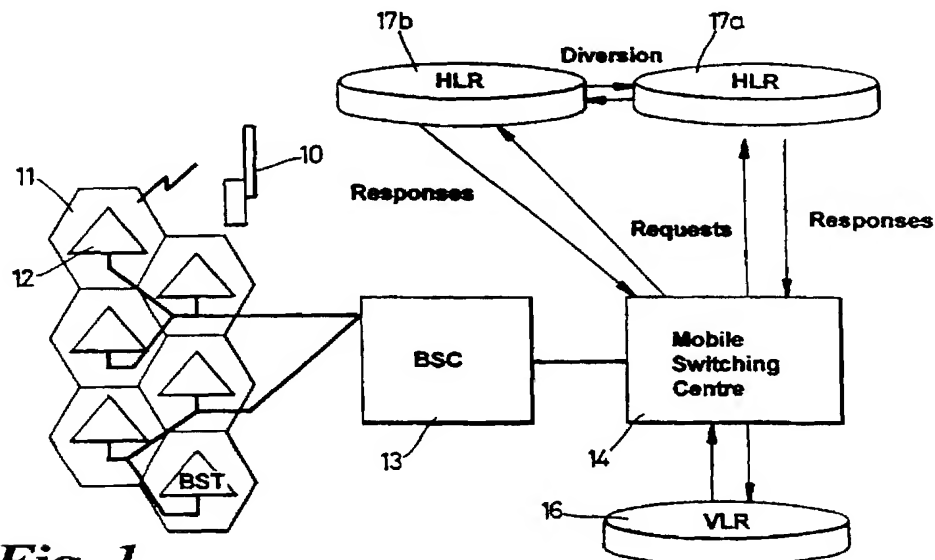 17b
17a
Diversion
HLR
HLR
10
11
Responses
Requests
Responses
12
BSC
Mobile
Switching
Centre
13
14
BST
16
VLR
Fig. 1